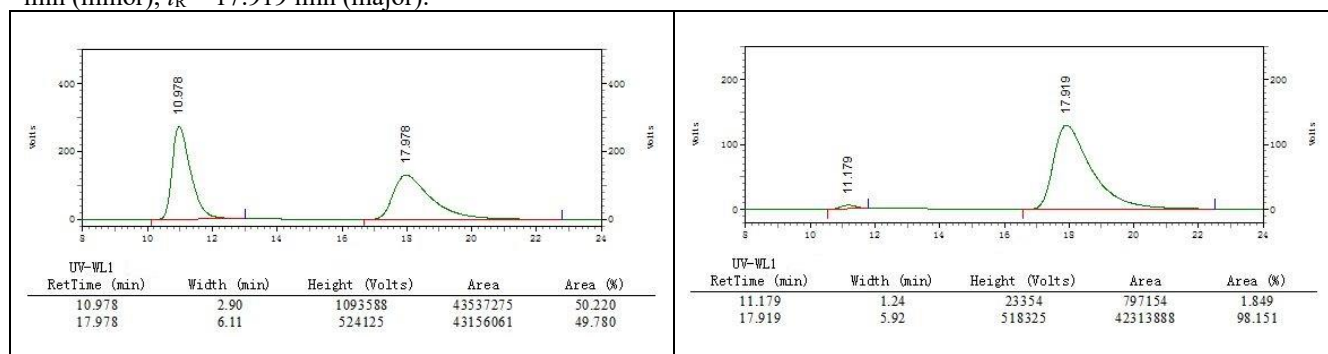 min (minor), tR = 17.919 min (major).
10.978
17.978
400
200
0
400
200
0
Volts
Volts
8 10 12 14 16 18 20 22 24
UV-WL1
RetTime (min) Width (min) Height (Volts) Area Area (%)
10.978 2.90 1093588 43537275 50.220
17.978 6.11 524125 43156061 49.780
11.179
17.919
200
100
0
200
100
0
Volts
Volts
8 10 12 14 16 18 20 22 24
UV-WL1
RetTime (min) Width (min) Height (Volts) Area Area (%)
11.179 1.24 23354 797154 1.849
17.919 5.92 518325 42313888 98.151